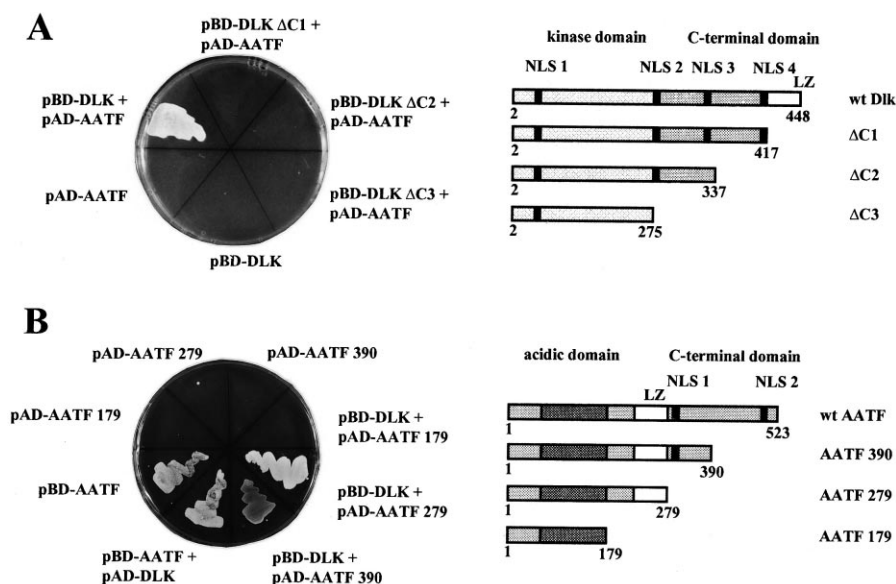 A
pBD-DLK ΔC1 +
pAD-AATF
pBD-DLK +
pAD-AATF
pBD-DLK ΔC2 +
pAD-AATF
pAD-AATF
pBD-DLK ΔC3 +
pAD-AATF
pBD-DLK
kinase domain C-terminal domain
NLS 1 NLS 2 NLS 3 NLS 4
LZ
wt Dlk
2 448
ΔC1
2 417
ΔC2
2 337
ΔC3
2 275
B
pAD-AATF 279 pAD-AATF 390
pAD-AATF 179
pBD-DLK +
pAD-AATF 179
pBD-AATF
pBD-DLK +
pAD-AATF 279
pBD-AATF +
pAD-DLK
pBD-DLK +
pAD-AATF 390
acidic domain C-terminal domain
LZ NLS 1 NLS 2
wt AATF
1 523
AATF 390
1 390
AATF 279
1 279
AATF 179
1 179